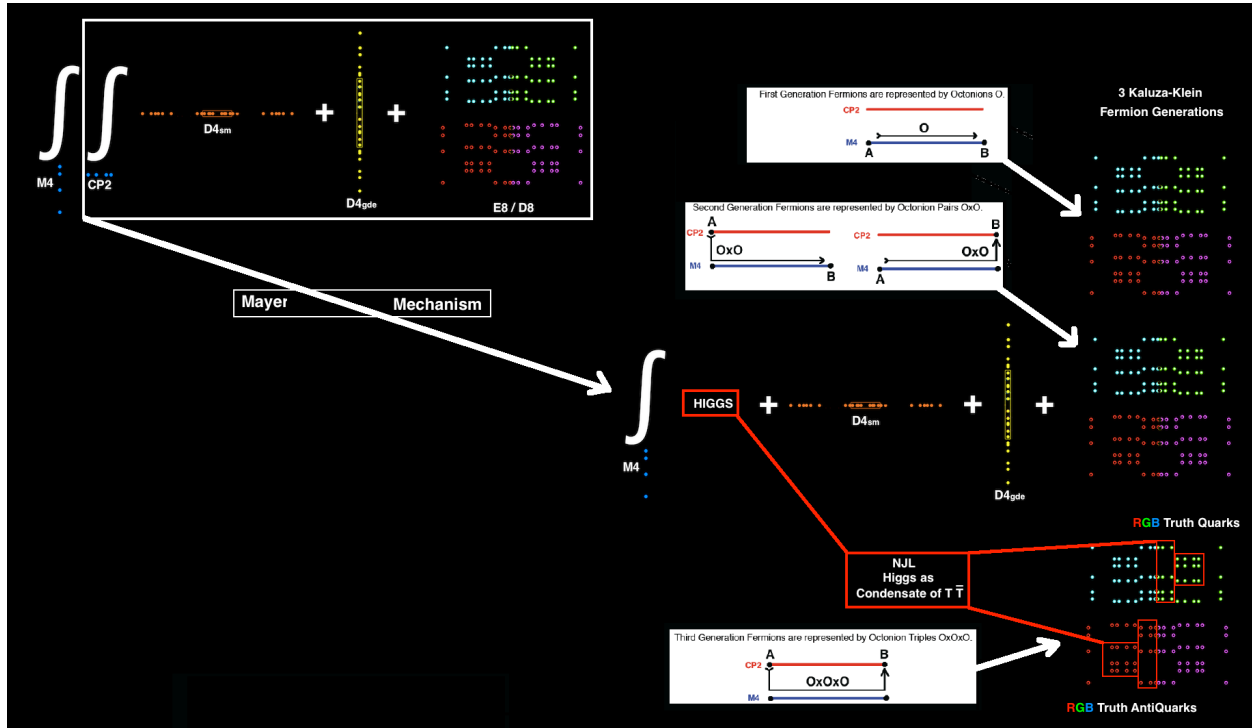 M4
CP2
D4sm
+
D4gde
+
E8 / D8
First Generation Fermions are represented by Octonions O.
CP2
O
M4
A
B
3 Kaluza-Klein
Fermion Generations
Second Generation Fermions are represented by Octonion Pairs OxO.
A
CP2
OxO
M4
B
B
CP2
OxO
M4
A
Mayer
Mechanism
∫
∫
∫
M4
HIGGS
+
D4sm
+
D4gde
+
RGB Truth Quarks
NJL
Higgs as
Condensate of T T̅
Third Generation Fermions are represented by Octonion Triples OxOxO.
A
B
CP2
OxOxO
M4
RGB Truth AntiQuarks